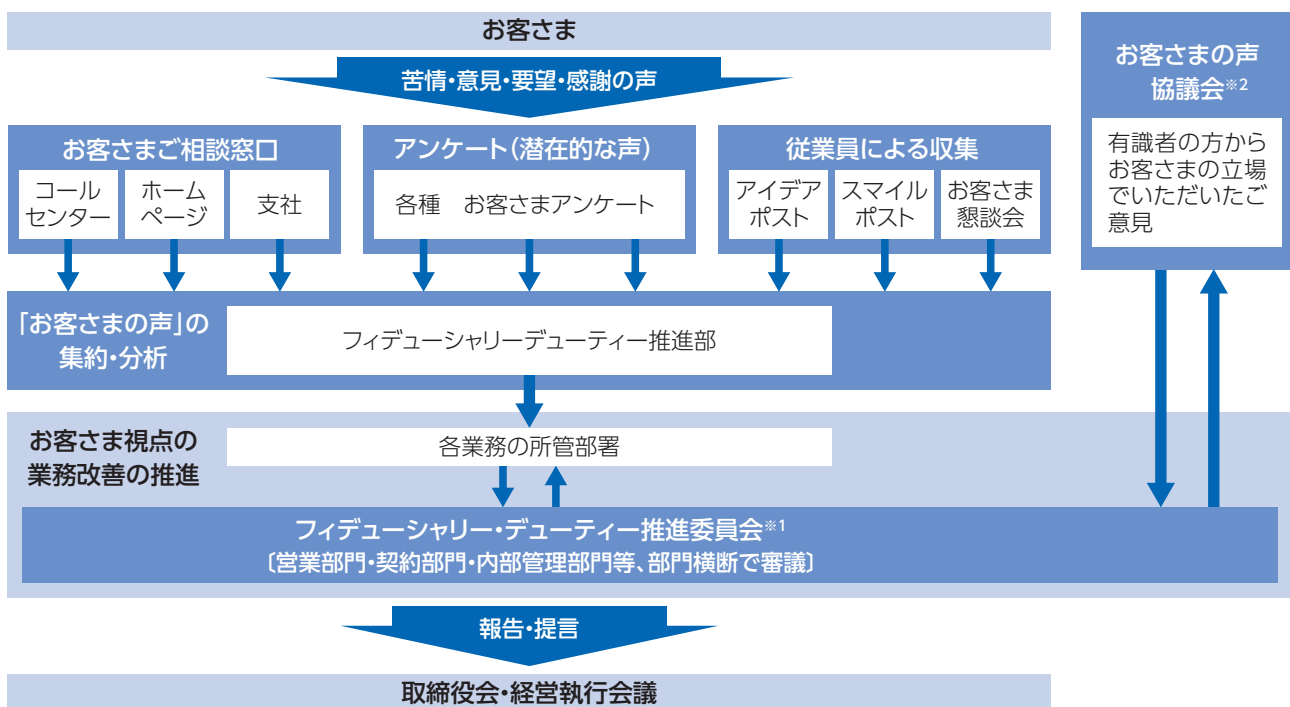 お客さま
苦情・意見・要望・感謝の声
お客さまご相談窓口
コール
センター
ホーム
ページ
支社
アンケート(潜在的な声)
各種　お客さまアンケート
従業員による収集
アイデア
ポスト
スマイル
ポスト
お客さま
懇談会
「お客さまの声」の
集約・分析
フィデューシャリーデューティー推進部
お客さま視点の
業務改善の推進
各業務の所管部署
フィデューシャリー・デューティー推進委員会※1
〔営業部門・契約部門・内部管理部門等、部門横断で審議〕
報告・提言
取締役会・経営執行会議
お客さまの声
協議会※2
有識者の方から
お客さまの立場
でいただいたご
意見